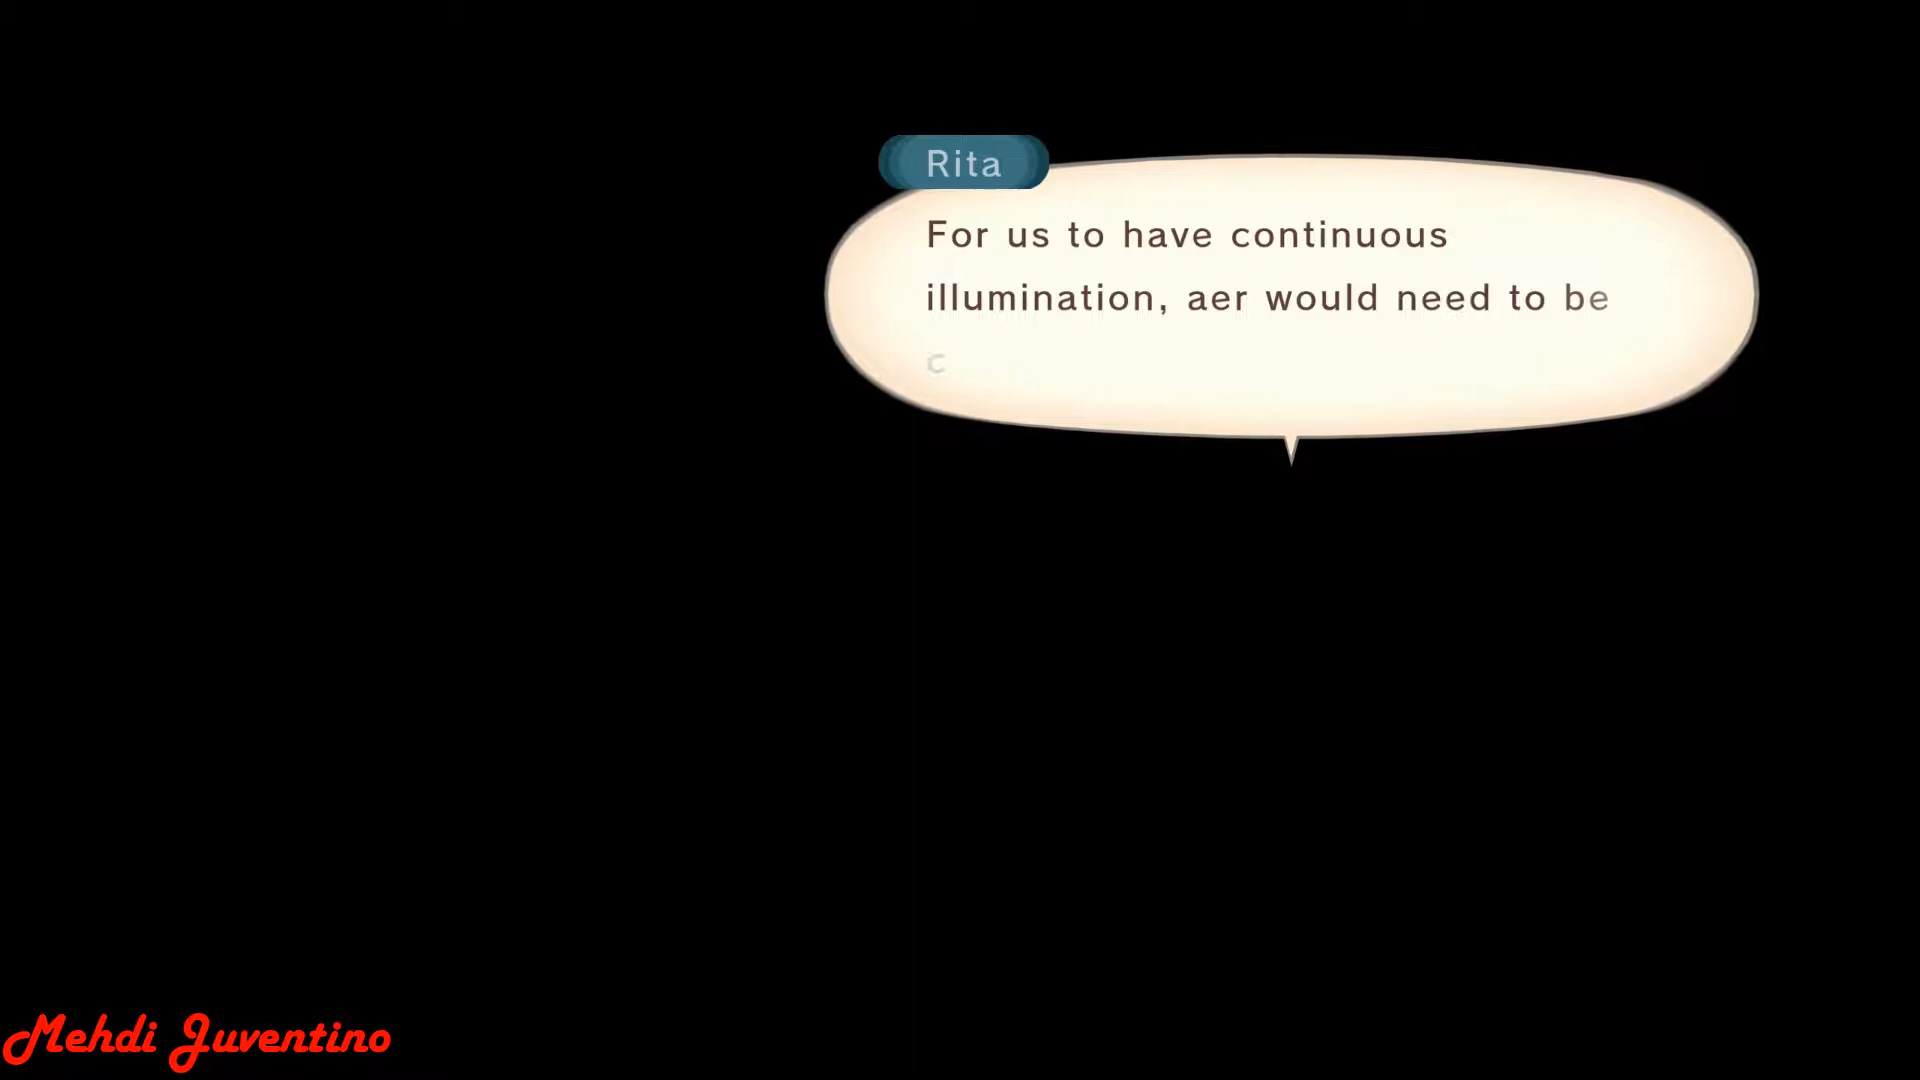 Rita
For us to have continuous
illumination, aer would need to be
c
Mehdi Juventino